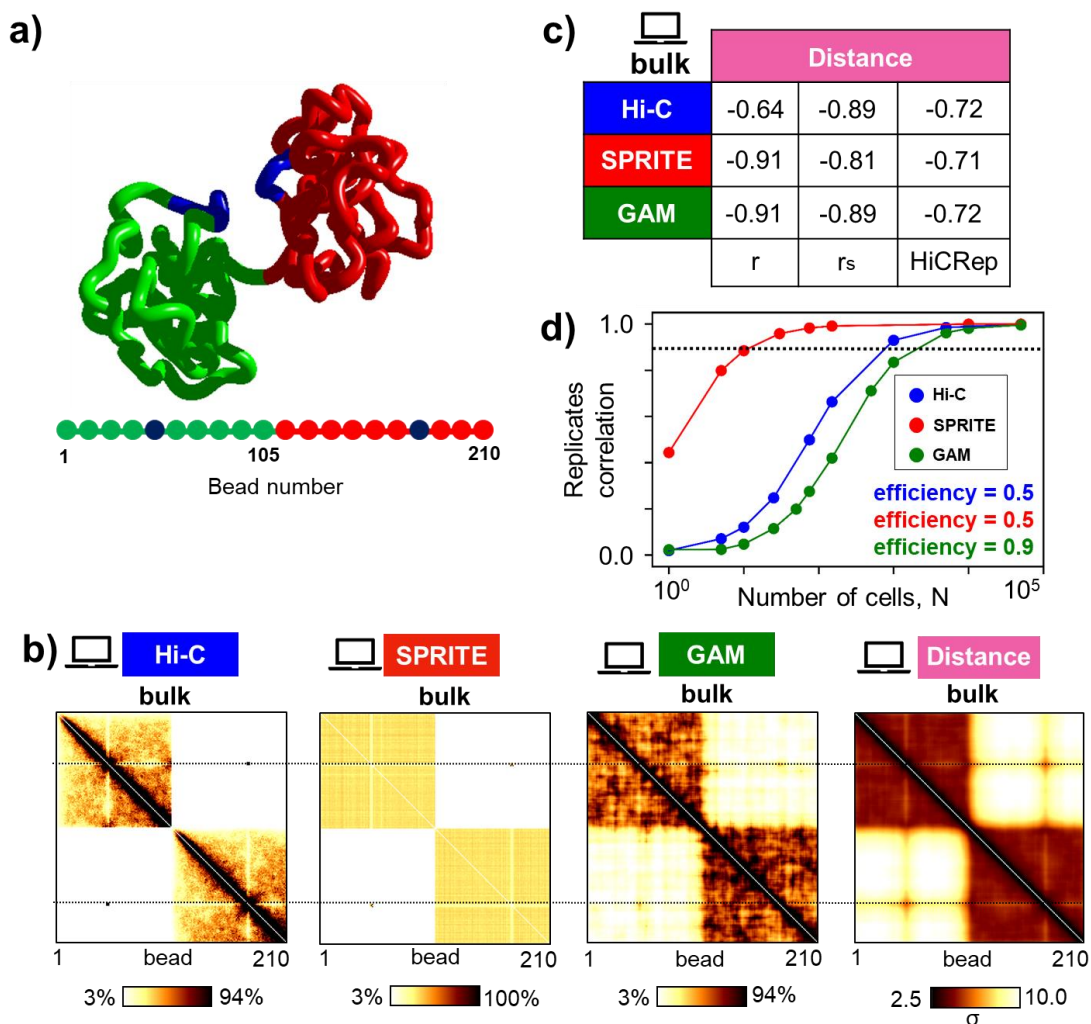 a)
1
105
210
Bead number
c)
bulk
Distance
Hi-C
-0.64
-0.89
-0.72
SPRITE
-0.91
-0.81
-0.71
GAM
-0.91
-0.89
-0.72
r
rs
HiCRep
d)
1.0
0.0
Replicates
correlation
Hi-C
SPRITE
GAM
efficiency = 0.5
efficiency = 0.5
efficiency = 0.9
10⁰
10⁵
Number of cells, N
b)
Hi-C
bulk
SPRITE
bulk
GAM
bulk
Distance
bulk
1
bead
210
1
bead
210
1
bead
210
1
bead
210
3%
94%
3%
100%
3%
94%
2.5
10.0
σ